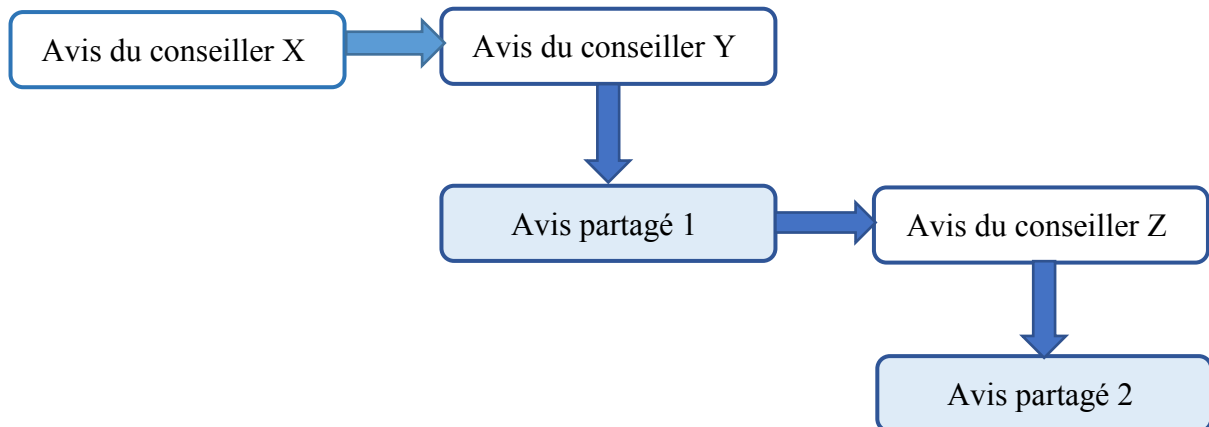 Avis du conseiller X
Avis du conseiller Y
Avis partagé 1
Avis du conseiller Z
Avis partagé 2